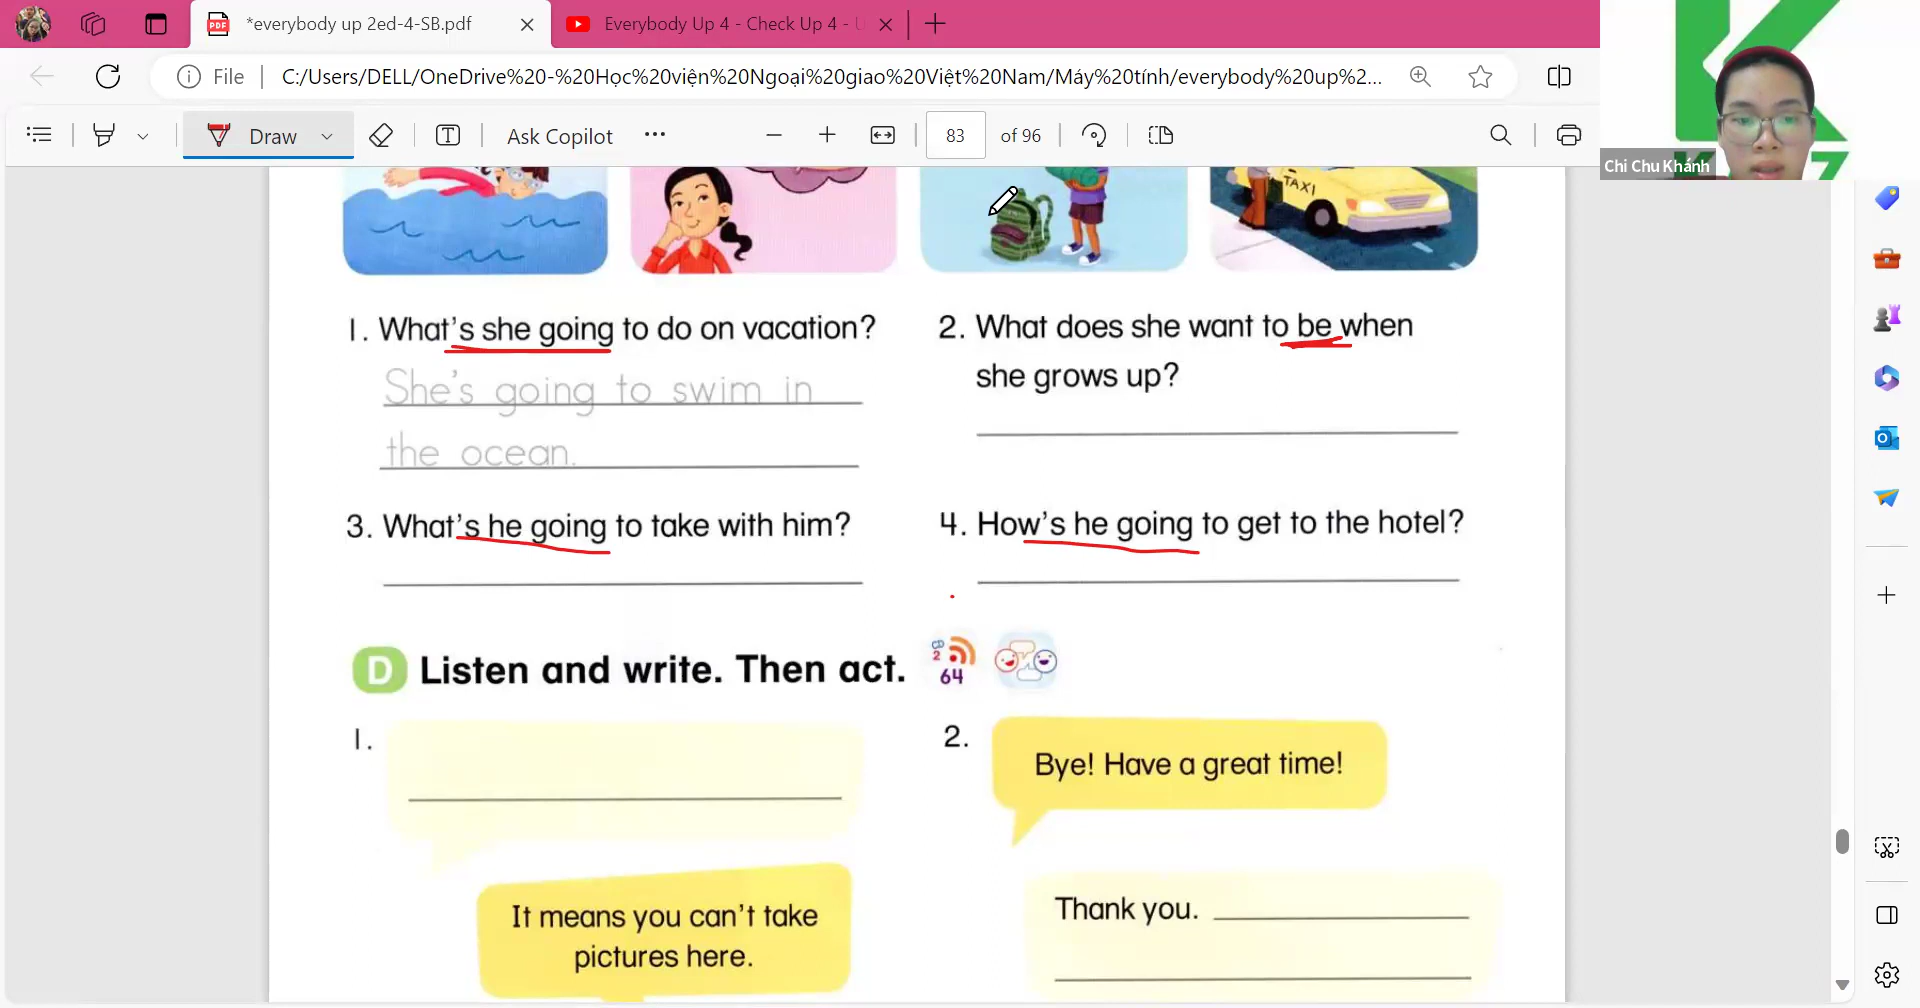 *everybody up 2ed-4-SB.pdf
Everybody Up 4 - Check Up 4 - U
File
C:/Users/DELL/OneDrive%20-%20Học%20viện%20Ngoại%20giao%20Việt%20Nam/Máy%20tính/everybody%20up%2...
Draw
Ask Copilot
83 of 96
Chi Chu Khánh
TAXI
1. What's she going to do on vacation?
She's going to swim in
the ocean.
2. What does she want to be when
she grows up?
3. What's he going to take with him?
4. How's he going to get to the hotel?
D Listen and write. Then act.
CD
2
64
1.
It means you can't take
pictures here.
2.
Bye! Have a great time!
Thank you.